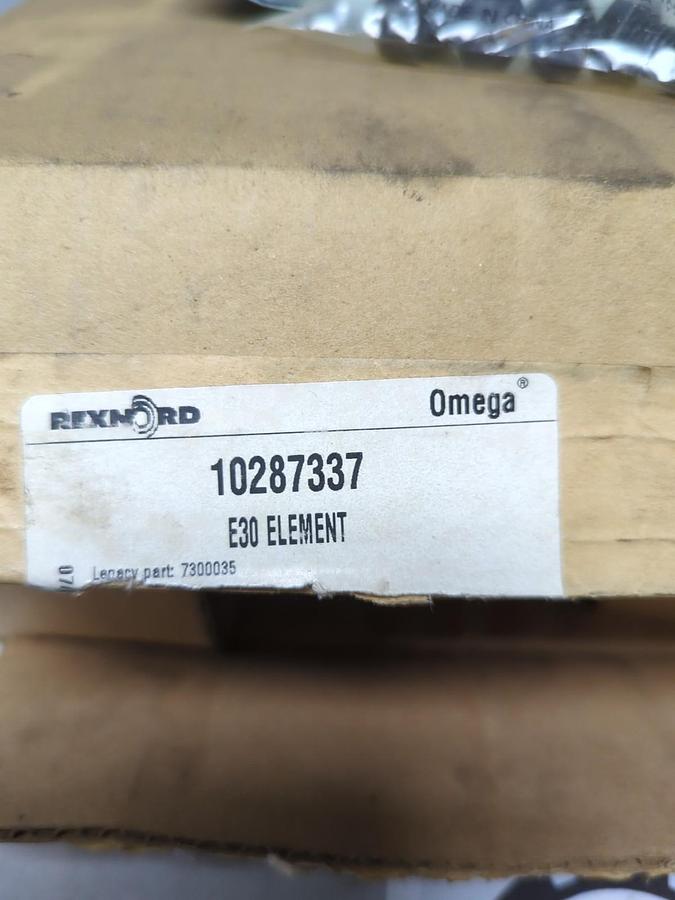 REXNORD
Omega®
10287337
E30 ELEMENT
Legacy part: 7300035